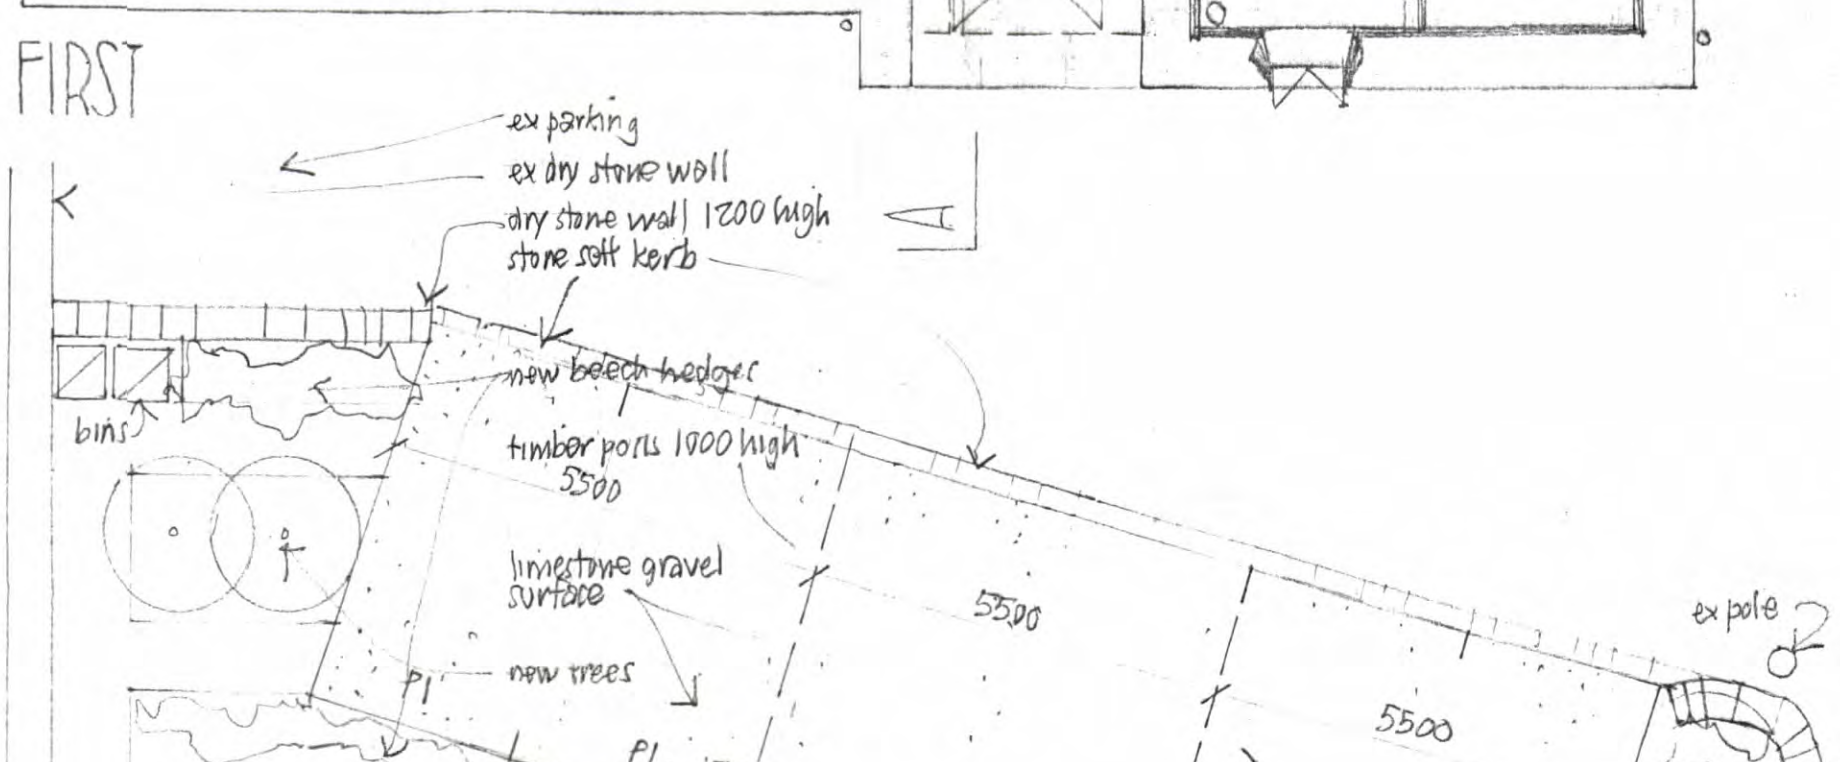 FIRST
ex parking
ex dry stone wall
dry stone wall 1200 high
stone sett kerb
A
new beech hedges
bins
timber posts 1000 high
5500
limestone gravel
surface
5500
ex pole
new trees
P1
5500
P1